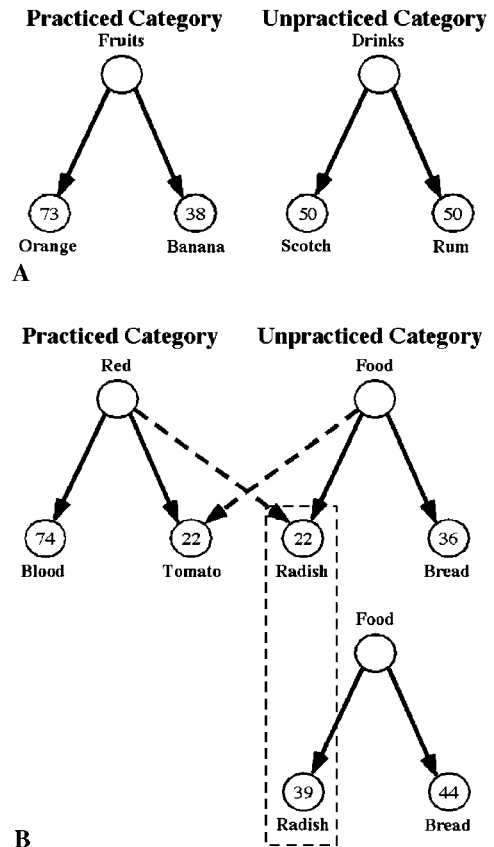 Practiced Category Unpracticed Category
Fruits Drinks
73 38 50 50
Orange Banana Scotch Rum
A
Practiced Category Unpracticed Category
Red Food
74 22 22 36
Blood Tomato Radish Bread
Food
39 44
Radish Bread
B